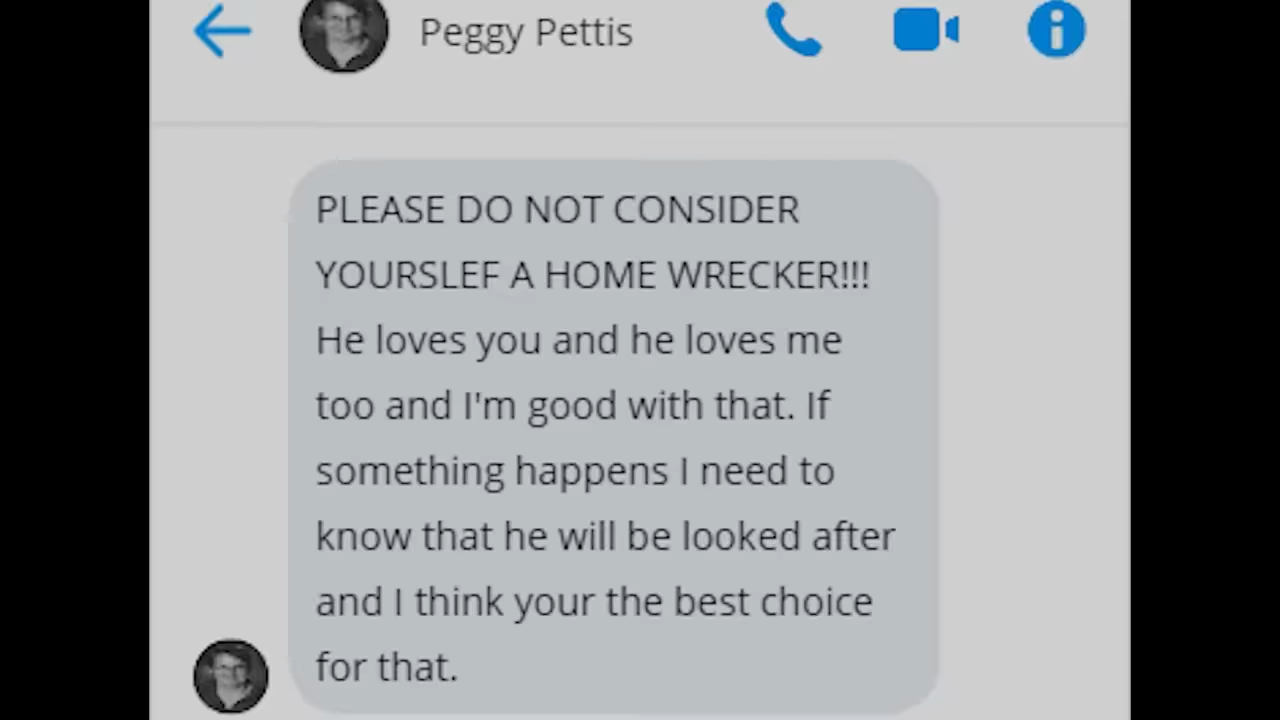 Peggy Pettis
PLEASE DO NOT CONSIDER
YOURSLEF A HOME WRECKER!!!
He loves you and he loves me
too and I'm good with that. If
something happens I need to
know that he will be looked after
and I think your the best choice
for that.